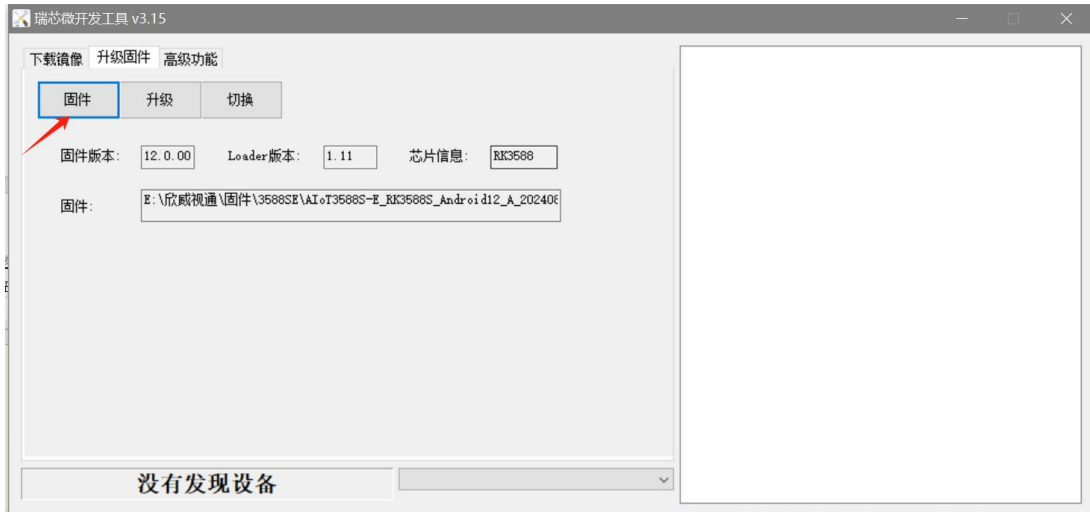 瑞芯微开发工具 v3.15
下载镜像 升级固件 高级功能
固件 升级 切换
固件版本: 12.0.00 Loader版本: 1.11 芯片信息: RK3588
固件: E:\欣威视通\固件\3588SE\AIoT3588S-E_RK3588S_Android12_A_202408
没有发现设备